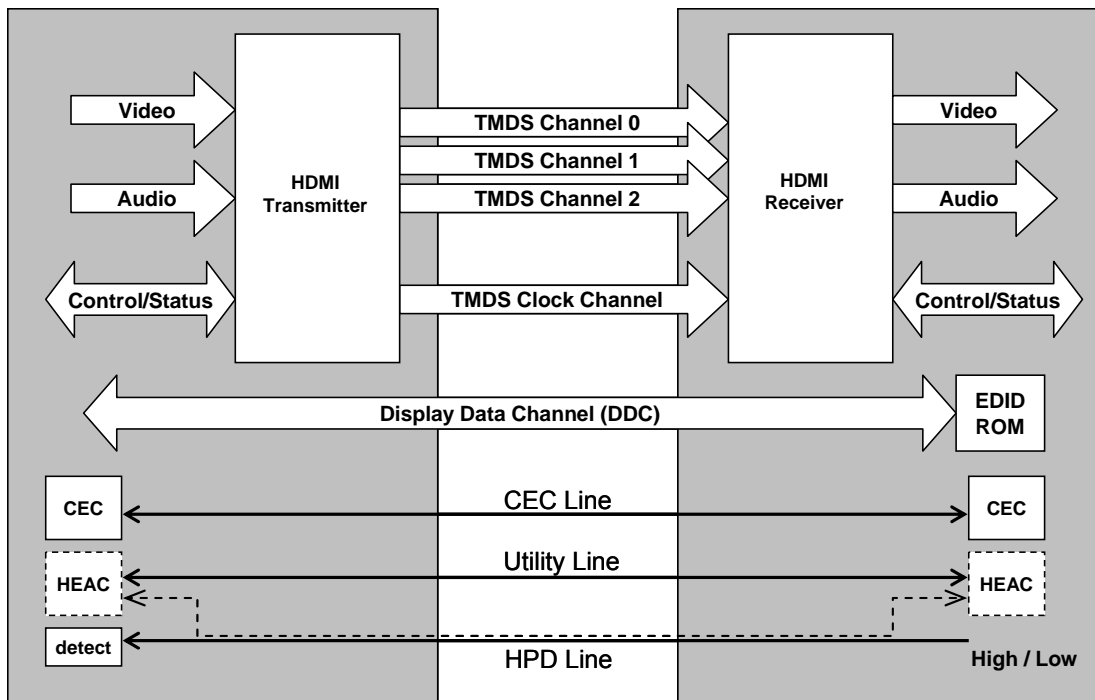 Video
Audio
Control/Status
HDMI
Transmitter
TMDS Channel 0
TMDS Channel 1
TMDS Channel 2
TMDS Clock Channel
HDMI
Receiver
Video
Audio
Control/Status
Display Data Channel (DDC)
EDID
ROM
CEC
CEC Line
CEC
HEAC
Utility Line
HEAC
detect
HPD Line
High / Low